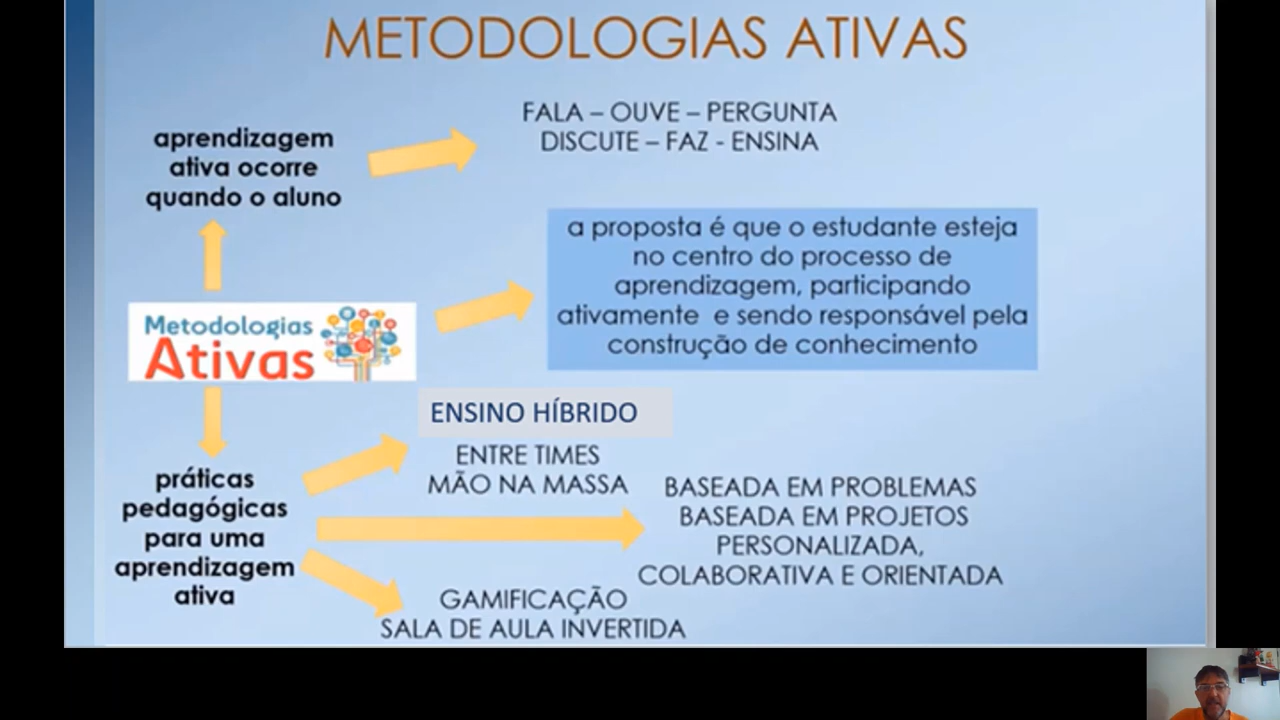 METODOLOGIAS ATIVAS
FALA – OUVE – PERGUNTA
DISCUTE – FAZ - ENSINA
aprendizagem
ativa ocorre
quando o aluno
a proposta é que o estudante esteja
no centro do processo de
aprendizagem, participando
ativamente e sendo responsável pela
construção de conhecimento
Metodologias
Ativas
ENSINO HÍBRIDO
ENTRE TIMES
MÃO NA MASSA
práticas
pedagógicas
para uma
aprendizagem
ativa
BASEADA EM PROBLEMAS
BASEADA EM PROJETOS
PERSONALIZADA,
COLABORATIVA E ORIENTADA
GAMIFICAÇÃO
SALA DE AULA INVERTIDA